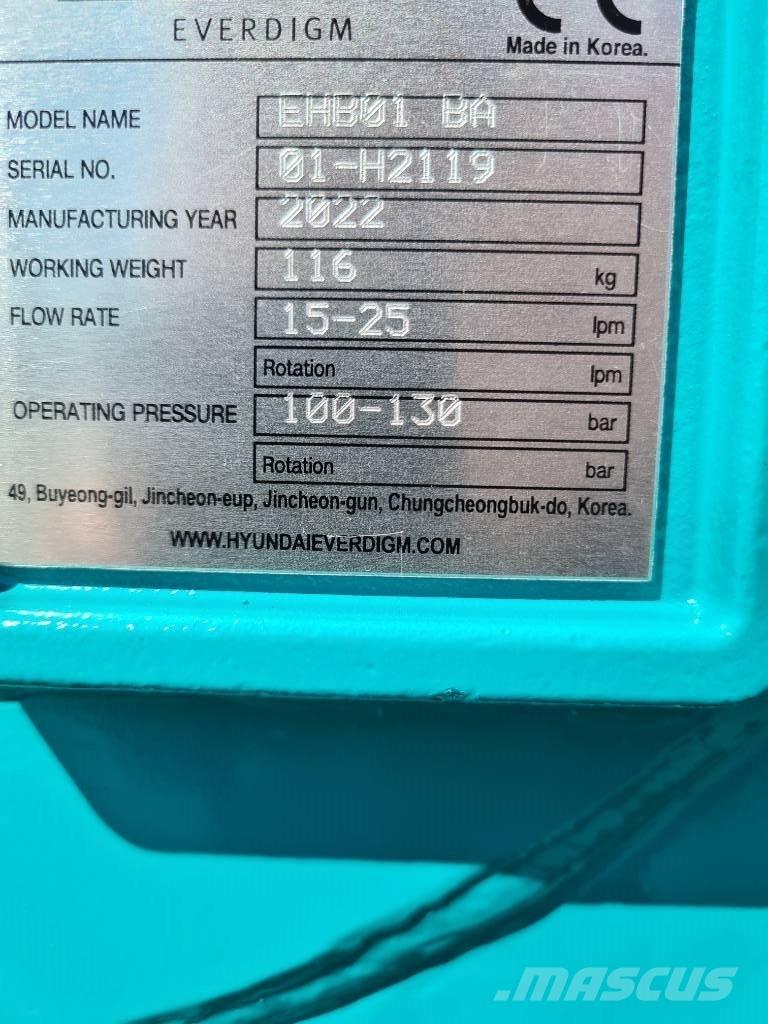 EVERDIGM
CE
Made in Korea.
MODEL NAME EHB01 BA
SERIAL NO. 01-H2119
MANUFACTURING YEAR 2022
WORKING WEIGHT 116 kg
FLOW RATE 15-25 lpm
Rotation lpm
OPERATING PRESSURE 100-130 bar
Rotation bar
49, Buyeong-gil, Jincheon-eup, Jincheon-gun, Chungcheongbuk-do, Korea.
WWW.HYUNDAIEVERDIGM.COM
MASCUS